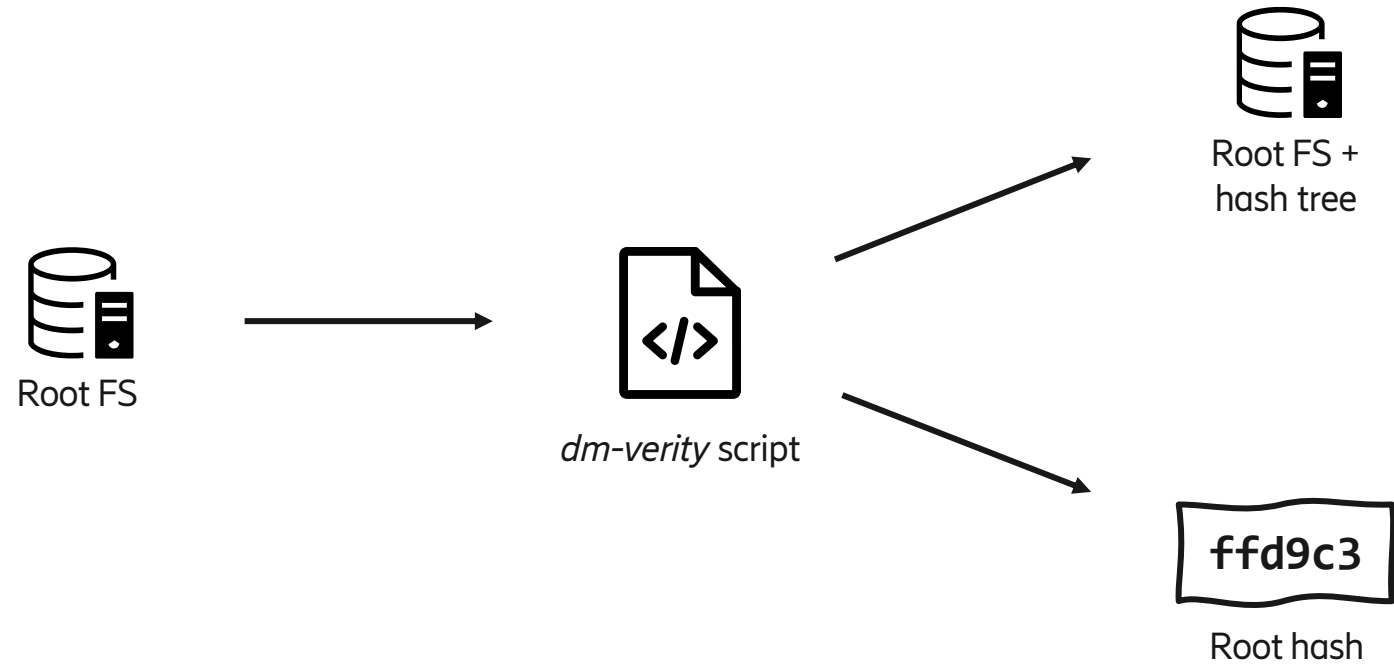 Root FS
</>
dm-verity script
Root FS +
hash tree
ffd9c3
Root hash